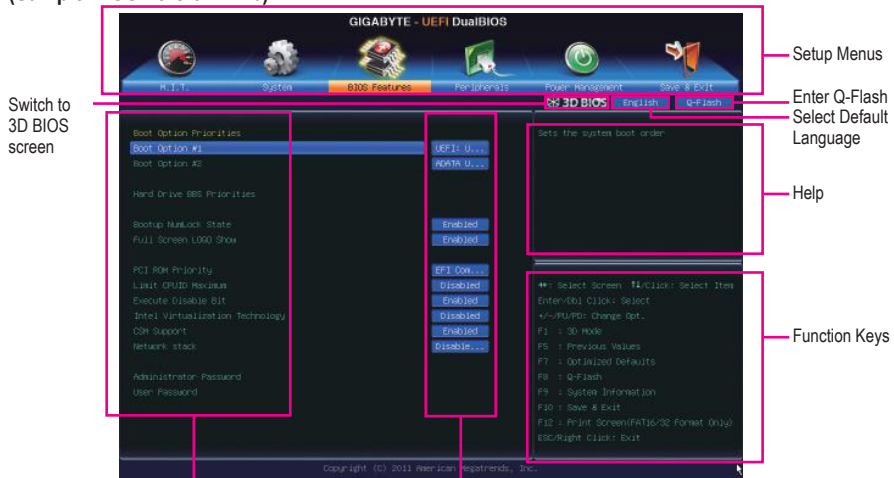 GIGABYTE - UEFI DualBIOS
Setup Menus
M.I.T.
System
BIOS Features
Peripherals
Power Management
Save & Exit
Switch to
3D BIOS
screen
3D BIOS
English
Q-Flash
Enter Q-Flash
Select Default
Language
Boot Option Priorities
Boot Option #1
UEFI: U...
Boot Option #2
ADATA U...
Hard Drive BBS Priorities
Bootup NumLock State
Enabled
Full Screen LOGO Show
Enabled
PCI ROM Priority
EFI Com...
Limit CPUID Maximum
Disabled
Execute Disable Bit
Enabled
Intel Virtualization Technology
Disabled
CSM Support
Enabled
Network stack
Disable...
Administrator Password
User Password
Sets the system boot order
Help
↔: Select Screen ↑↓/Click: Select Item
Enter/Dbl Click: Select
+/-/PU/PD: Change Opt.
F1 : 3D Mode
F5 : Previous Values
F7 : Optimized Defaults
F8 : Q-Flash
F9 : System Information
F10 : Save & Exit
F12 : Print Screen(FAT16/32 Format Only)
ESC/Right Click: Exit
Function Keys
Copyright (C) 2011 American Megatrends, Inc.